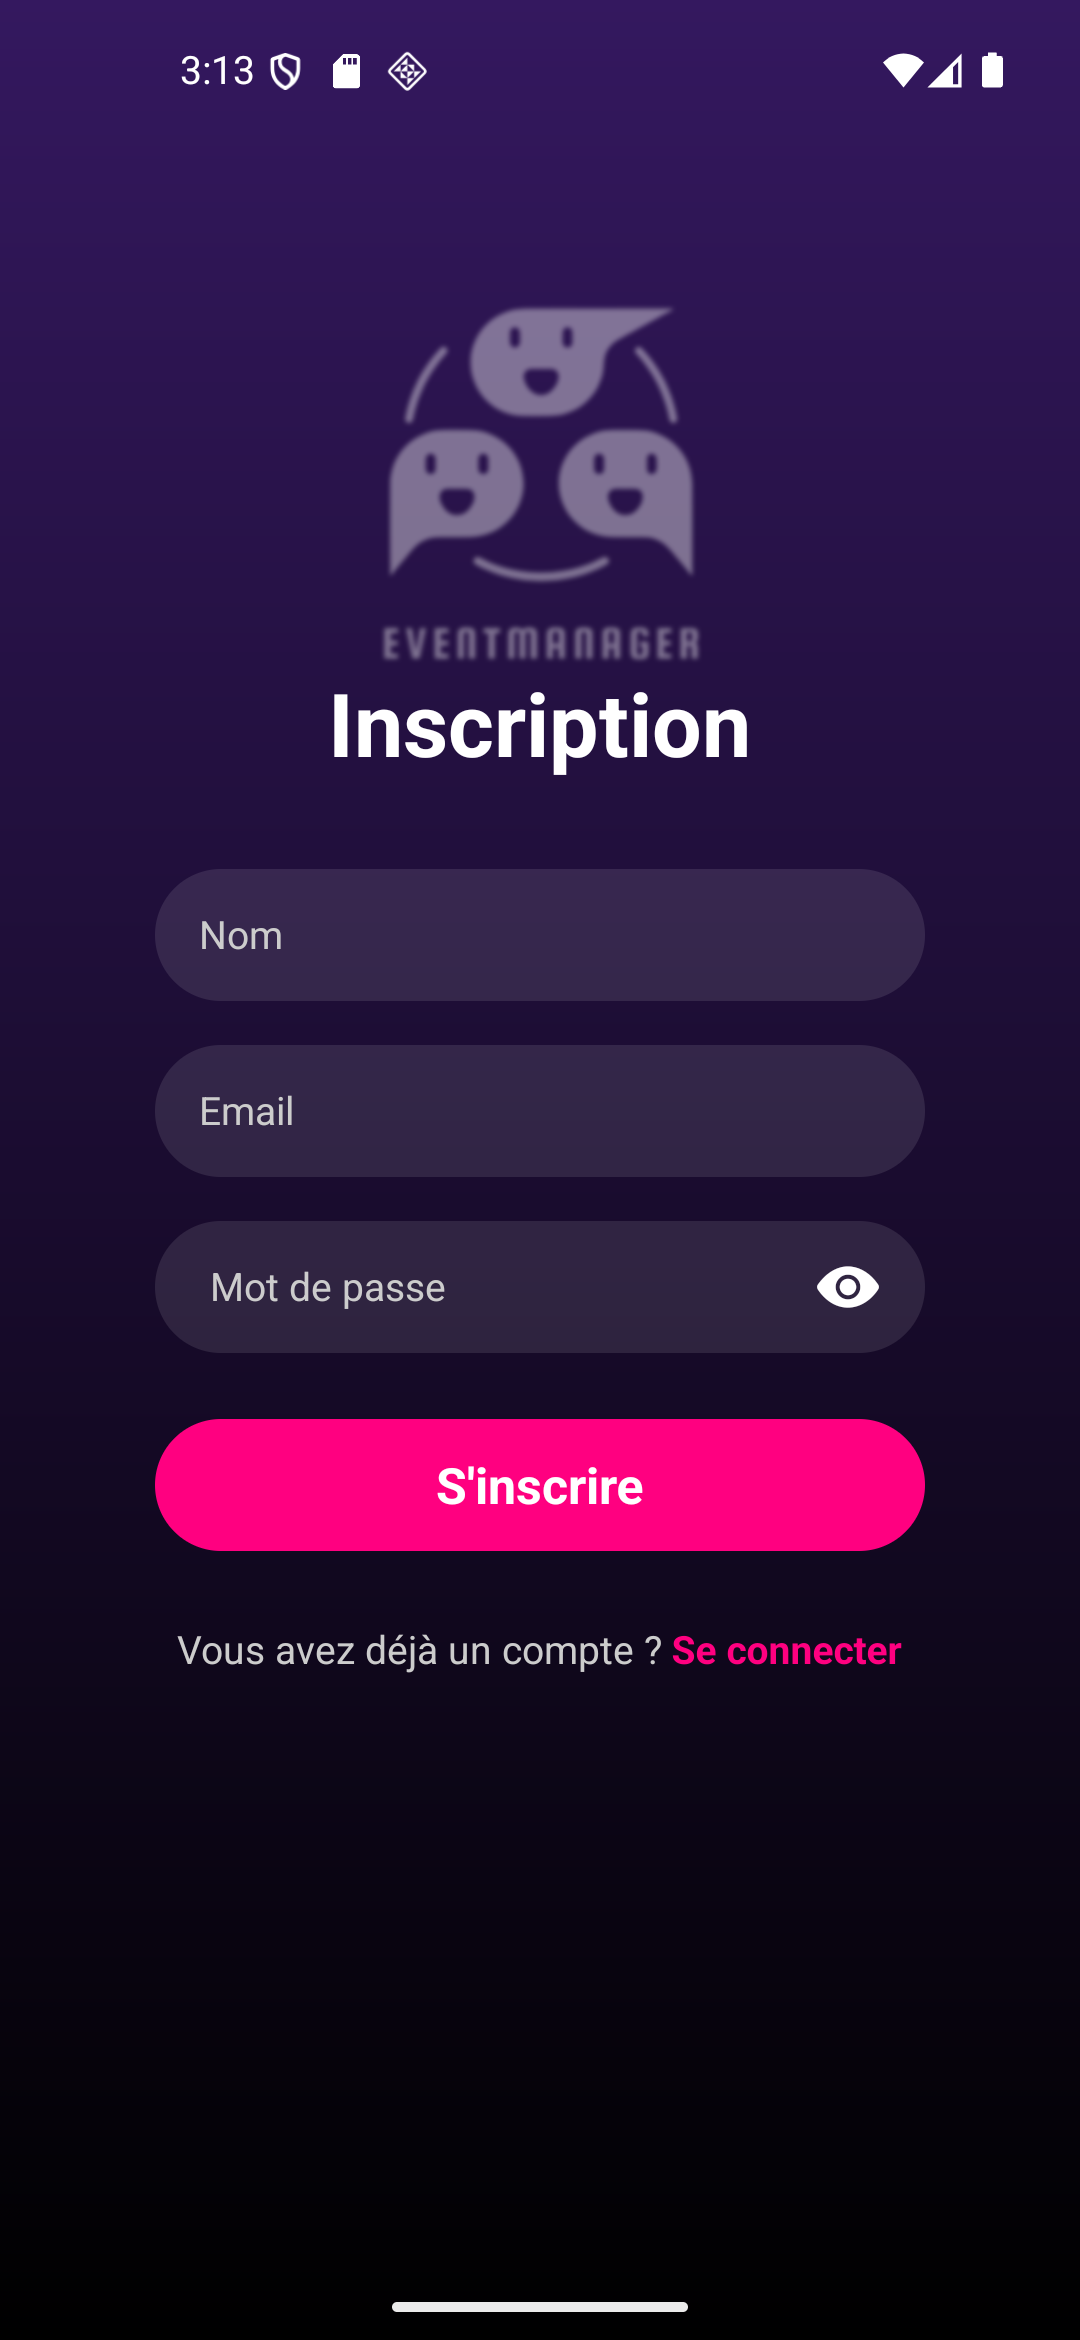 3:13
EVENTMANAGER
Inscription
Nom
Email
Mot de passe
S'inscrire
Vous avez déjà un compte ? Se connecter